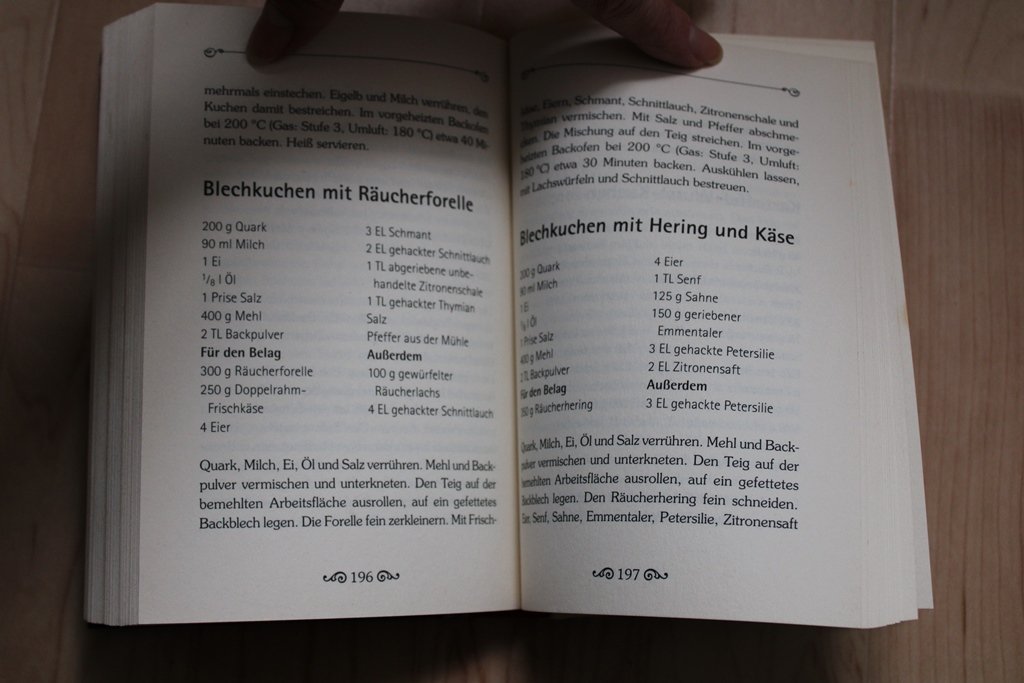 mehrmals einstechen. Eigelb und Milch verrühren, den
Kuchen damit bestreichen. Im vorgeheizten Backofen
bei 200 °C (Gas: Stufe 3, Umluft: 180 °C) etwa 40 Mi-
nuten backen. Heiß servieren.
Blechkuchen mit Räucherforelle
200 g Quark
90 ml Milch
1 Ei
1/8 l Öl
1 Prise Salz
400 g Mehl
2 TL Backpulver
Für den Belag
300 g Räucherforelle
250 g Doppelrahm-
Frischkäse
4 Eier
3 EL Schmant
2 EL gehackter Schnittlauch
1 TL abgeriebene unbe-
handelte Zitronenschale
1 TL gehackter Thymian
Salz
Pfeffer aus der Mühle
Außerdem
100 g gewürfelter
Räucherlachs
4 EL gehackter Schnittlauch
Quark, Milch, Ei, Öl und Salz verrühren. Mehl und Back-
pulver vermischen und unterkneten. Den Teig auf der
bemehlten Arbeitsfläche ausrollen, auf ein gefettetes
Backblech legen. Die Forelle fein zerkleinern. Mit Frisch-
196
käse, Eiern, Schmant, Schnittlauch, Zitronenschale und
Thymian vermischen. Mit Salz und Pfeffer abschme-
cken. Die Mischung auf den Teig streichen. Im vorge-
heizten Backofen bei 200 °C (Gas: Stufe 3, Umluft:
180 °C) etwa 30 Minuten backen. Auskühlen lassen,
mit Lachswürfeln und Schnittlauch bestreuen.
Blechkuchen mit Hering und Käse
200 g Quark
90 ml Milch
1 Ei
1/8 l Öl
1 Prise Salz
400 g Mehl
2 TL Backpulver
Für den Belag
250 g Räucherhering
4 Eier
1 TL Senf
125 g Sahne
150 g geriebener
Emmentaler
3 EL gehackte Petersilie
2 EL Zitronensaft
Außerdem
3 EL gehackte Petersilie
Quark, Milch, Ei, Öl und Salz verrühren. Mehl und Back-
pulver vermischen und unterkneten. Den Teig auf der
bemehlten Arbeitsfläche ausrollen, auf ein gefettetes
Backblech legen. Den Räucherhering fein schneiden.
Eier, Senf, Sahne, Emmentaler, Petersilie, Zitronensaft
197